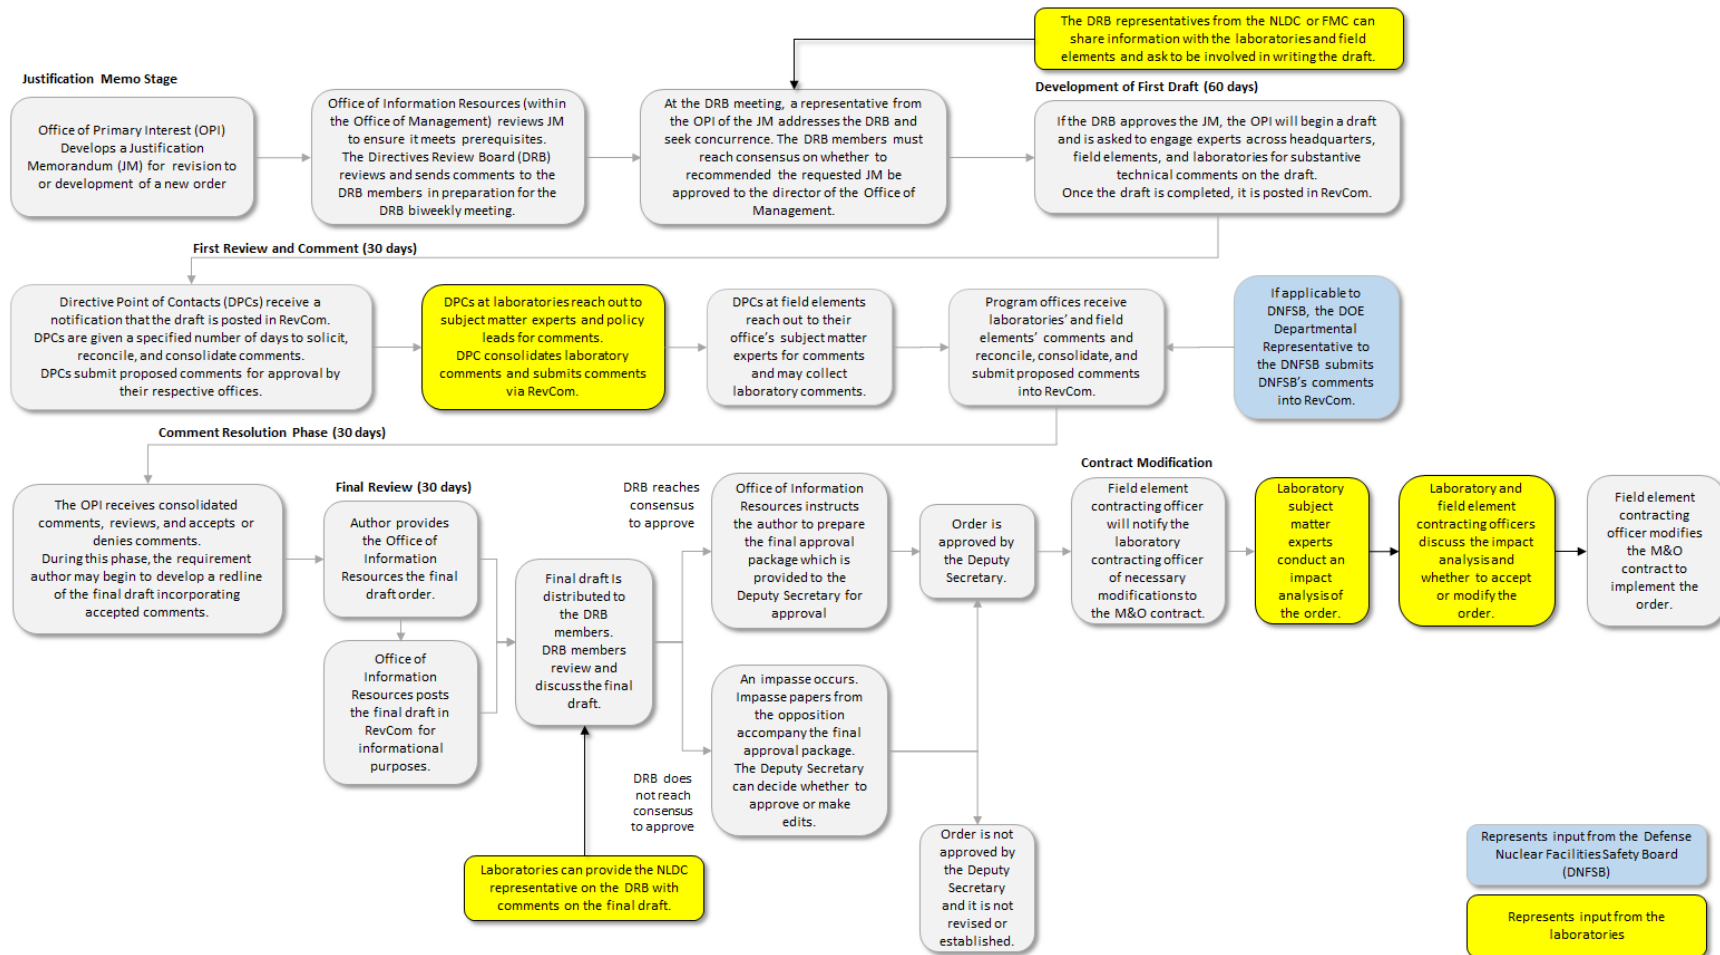 The DRB representatives from the NLDC or FMC can
share information with the laboratories and field
elements and ask to be involved in writing the draft.
Justification Memo Stage
Office of Primary Interest (OPI)
Develops a Justification
Memorandum (JM) for revision to
or development of a new order
Office of Information Resources (within
the Office of Management) reviews JM
to ensure it meets prerequisites.
The Directives Review Board (DRB)
reviews and sends comments to the
DRB members in preparation for the
DRB biweekly meeting.
At the DRB meeting, a representative from
the OPI of the JM addresses the DRB and
seek concurrence. The DRB members must
reach consensus on whether to
recommended the requested JM be
approved to the director of the Office of
Management.
Development of First Draft (60 days)
If the DRB approves the JM, the OPI will begin a draft
and is asked to engage experts across headquarters,
field elements, and laboratories for substantive
technical comments on the draft.
Once the draft is completed, it is posted in RevCom.
First Review and Comment (30 days)
Directive Point of Contacts (DPCs) receive a
notification that the draft is posted in RevCom.
DPCs are given a specified number of days to solicit,
reconcile, and consolidate comments.
DPCs submit proposed comments for approval by
their respective offices.
DPCs at laboratories reach out to
subject matter experts and policy
leads for comments.
DPC consolidates laboratory
comments and submits comments
via RevCom.
DPCs at field elements
reach out to their
office's subject matter
experts for comments
and may collect
laboratory comments.
Program offices receive
laboratories' and field
elements' comments and
reconcile, consolidate, and
submit proposed comments
into RevCom.
If applicable to
DNFSB, the DOE
Departmental
Representative to
the DNFSB submits
DNFSB's comments
into RevCom.
Comment Resolution Phase (30 days)
The OPI receives consolidated
comments, reviews, and accepts or
denies comments.
During this phase, the requirement
author may begin to develop a redline
of the final draft incorporating
accepted comments.
Final Review (30 days)
Author provides
the Office of
Information
Resources the final
draft order.
Office of
Information
Resources posts
the final draft in
RevCom for
informational
purposes.
Final draft is
distributed to
the DRB
members.
DRB members
review and
discuss the final
draft.
Laboratories can provide the NLDC
representative on the DRB with
comments on the final draft.
DRB reaches
consensus
to approve
Office of Information
Resources instructs
the author to prepare
the final approval
package which is
provided to the
Deputy Secretary for
approval
DRB does
not reach
consensus
to approve
An impasse occurs.
Impasse papers from
the opposition
accompany the final
approval package.
The Deputy Secretary
can decide whether to
approve or make
edits.
Order is
approved by
the Deputy
Secretary.
Order is not
approved by
the Deputy
Secretary
and it is not
revised or
established.
Contract Modification
Field element
contracting officer
will notify the
laboratory
contracting officer
of necessary
modifications to
the M&O contract.
Laboratory
subject
matter
experts
conduct an
impact
analysis of
the order.
Laboratory and
field element
contracting officers
discuss the impact
analysis and
whether to accept
or modify the
order.
Field element
contracting
officer modifies
the M&O
contract to
implement the
order.
Represents input from the Defense
Nuclear Facilities Safety Board
(DNFSB)
Represents input from the
laboratories